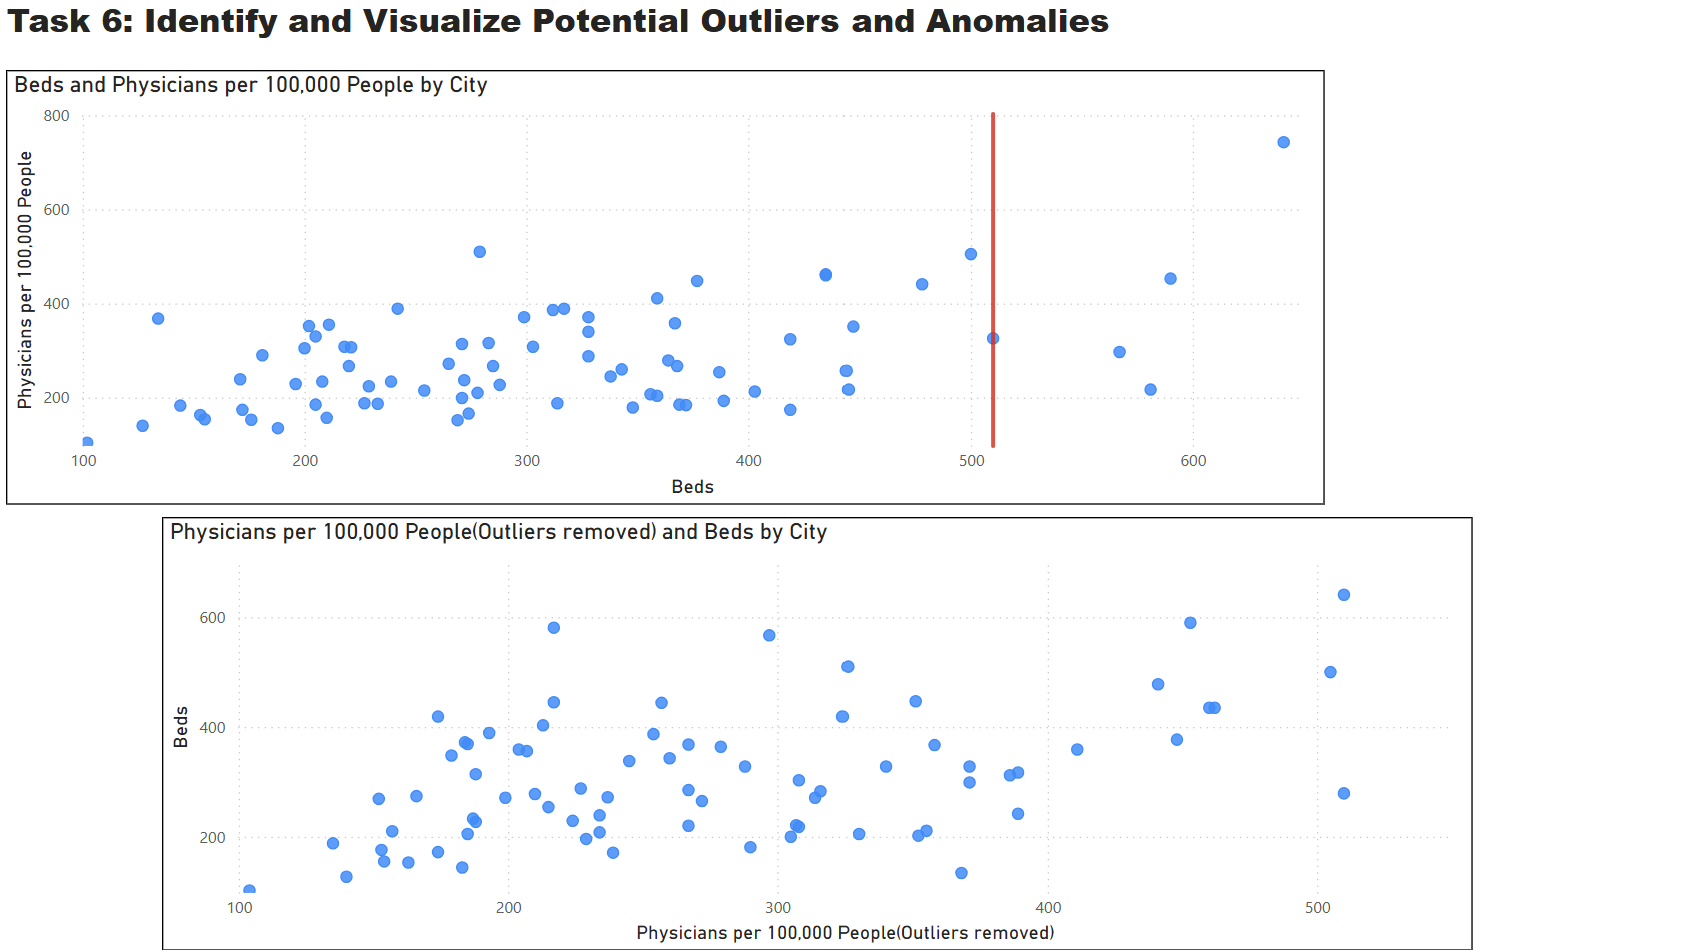 Task 6: Identify and Visualize Potential Outliers and Anomalies
Beds and Physicians per 100,000 People by City
Physicians per 100,000 People
800
600
400
200
100 200 300 400 500 600
Beds
Physicians per 100,000 People(Outliers removed) and Beds by City
Beds
600
400
200
100 200 300 400 500
Physicians per 100,000 People(Outliers removed)